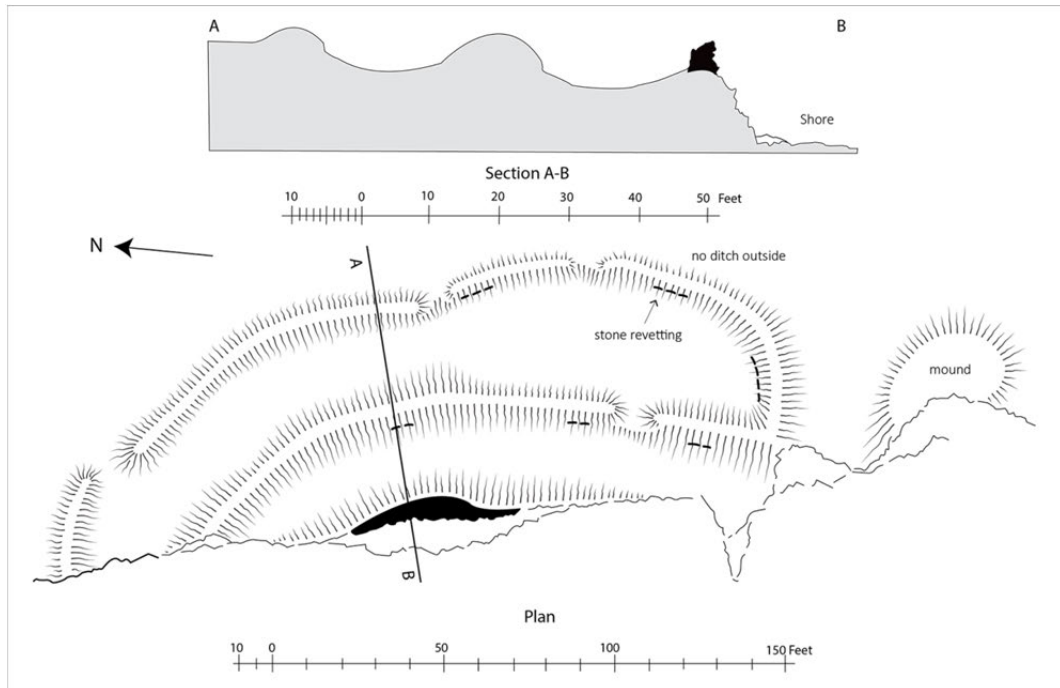 A B
Shore
Section A-B
10 0 10 20 30 40 50 Feet
N
A
no ditch outside
stone revetting
mound
B
Plan
10 0 50 100 150 Feet